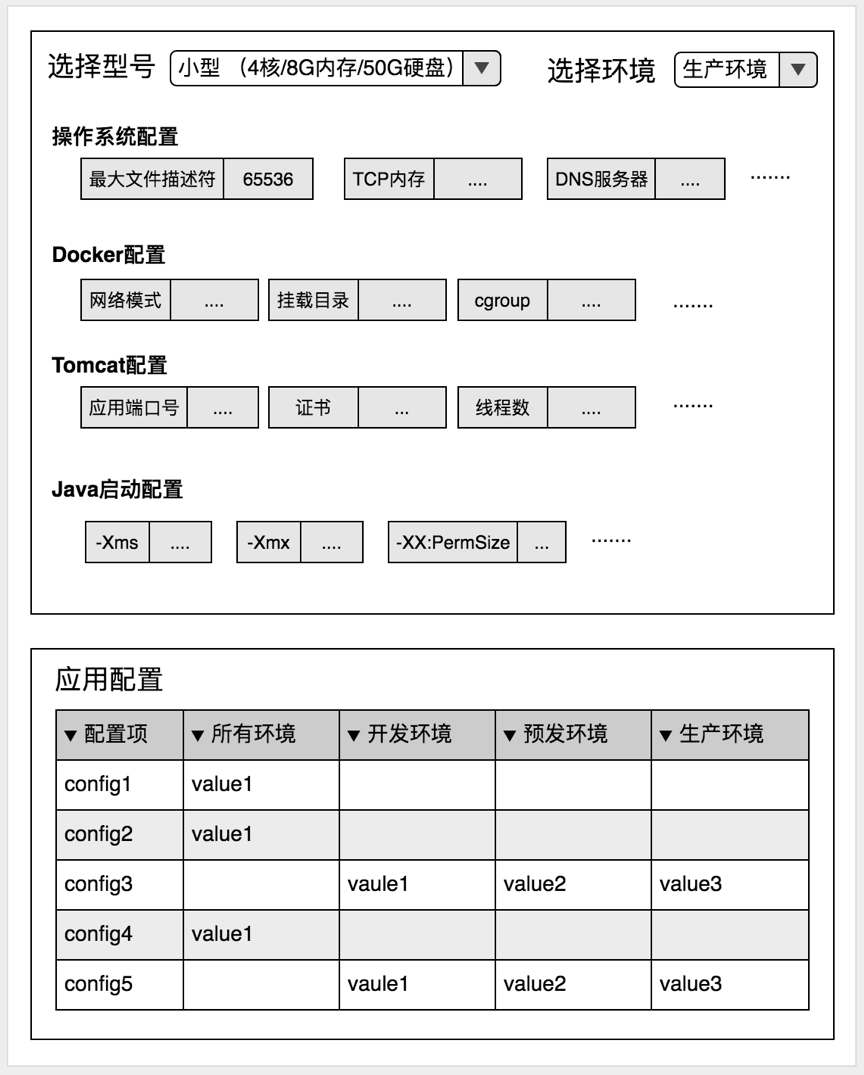 选择型号 小型 （4核/8G内存/50G硬盘） ▼ 选择环境 生产环境 ▼
操作系统配置
最大文件描述符 65536 TCP内存 .... DNS服务器 .... .......
Docker配置
网络模式 .... 挂载目录 .... cgroup .... .......
Tomcat配置
应用端口号 .... 证书 ... 线程数 .... .......
Java启动配置
-Xms .... -Xmx .... -XX:PermSize ... .......
应用配置
▼ 配置项 ▼ 所有环境 ▼ 开发环境 ▼ 预发环境 ▼ 生产环境
config1 value1
config2 value1
config3 vaule1 value2 value3
config4 value1
config5 vaule1 value2 value3